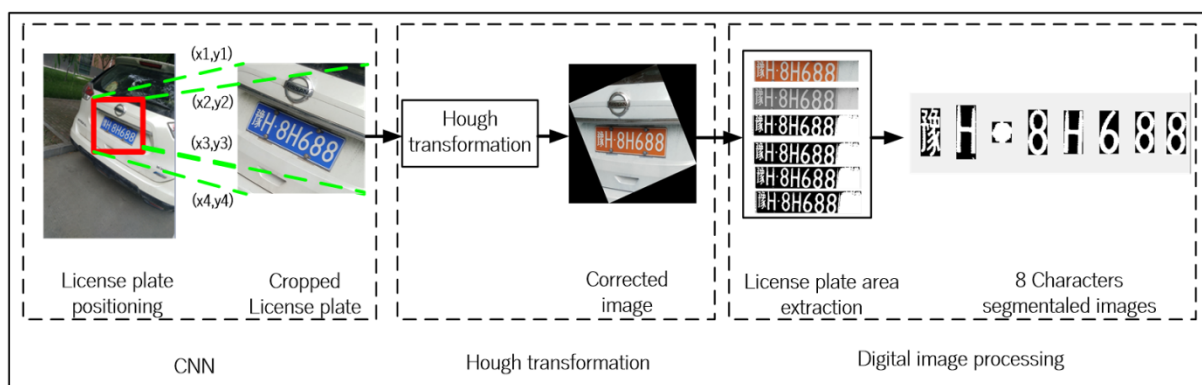 (x1,y1)
(x2,y2)
(x3,y3)
(x4,y4)
豫H·8H688
豫H·8H688
License plate
positioning
Cropped
License plate
CNN
Hough
transformation
豫H·8H688
Corrected
image
Hough transformation
豫H·8H688
豫H·8H688
豫H·8H688
豫H·8H688
豫H·8H688
豫H·8H688
License plate area
extraction
豫 H · 8 H 6 8 8
8 Characters
segmentaled images
Digital image processing